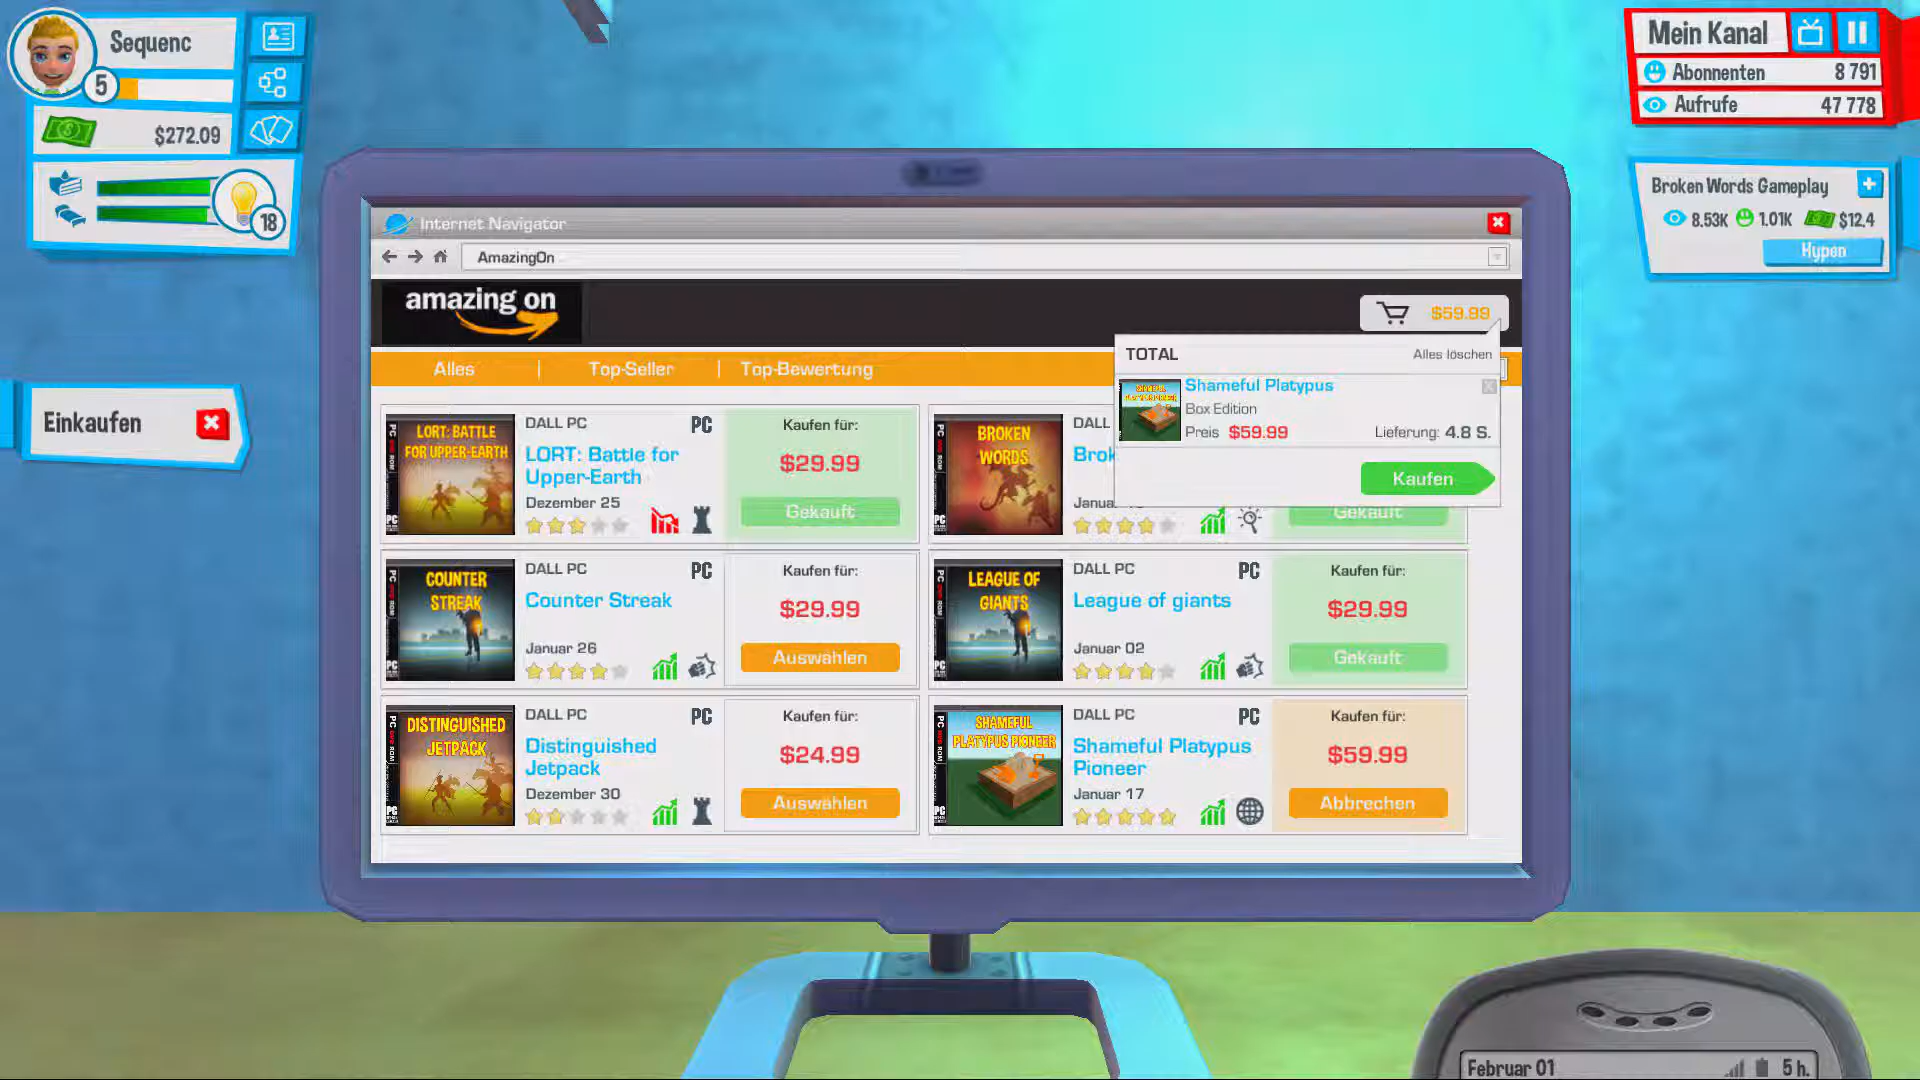 Sequenc
5
$272.09
18
Einkaufen
Mein Kanal
Abonnenten 8 791
Aufrufe 47 778
Broken Words Gameplay
8.53K 1.01K $12.4
Hypen
Internet Navigator
AmazingOn
amazing on
$59.99
Alles | Top-Seller | Top-Bewertung
TOTAL Alles löschen
SHAMEFUL
Shameful Platypus
Box Edition
Preis $59.99 Lieferung: 4.8 S.
Kaufen
LORT: BATTLE
FOR UPPER-EARTH
PC
DALL PC PC
LORT: Battle for
Upper-Earth
Dezember 25
Kaufen für:
$29.99
Gekauft
BROKEN
WORDS
PC
DALL
Brok
Janua
Gekauft
COUNTER
STREAK
PC
DALL PC PC
Counter Streak
Januar 26
Kaufen für:
$29.99
Auswählen
LEAGUE OF
GIANTS
PC
DALL PC PC
League of giants
Januar 02
Kaufen für:
$29.99
Gekauft
DISTINGUISHED
JETPACK
PC
DALL PC PC
Distinguished
Jetpack
Dezember 30
Kaufen für:
$24.99
Auswählen
SHAMEFUL
PLATYPUS PIONEER
PC
DALL PC PC
Shameful Platypus
Pioneer
Januar 17
Kaufen für:
$59.99
Abbrechen
Februar 01 5 h.